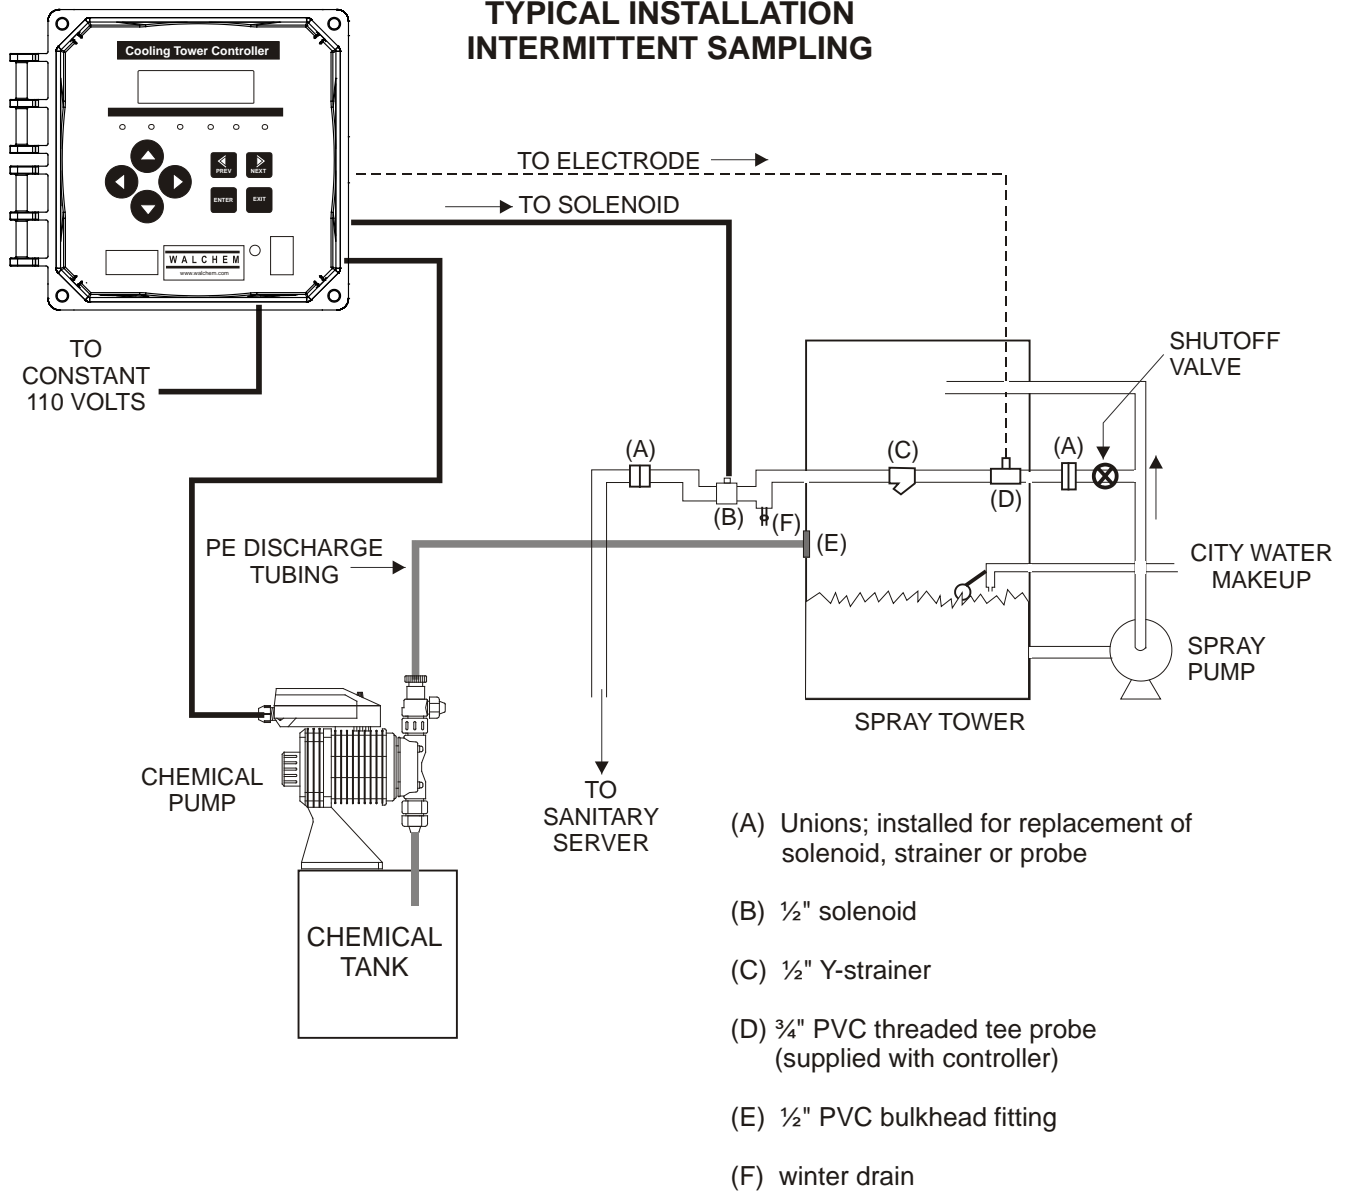 TYPICAL INSTALLATION
INTERMITTENT SAMPLING
Cooling Tower Controller
PREV
NEXT
ENTER
EXIT
WALCHEM
www.walchem.com
TO ELECTRODE
TO SOLENOID
TO
CONSTANT
110 VOLTS
SHUTOFF
VALVE
(A)
(B)
(F)
(C)
(D)
(A)
(E)
PE DISCHARGE
TUBING
CITY WATER
MAKEUP
SPRAY
PUMP
SPRAY TOWER
CHEMICAL
PUMP
TO
SANITARY
SERVER
CHEMICAL
TANK
(A) Unions; installed for replacement of
solenoid, strainer or probe
(B) ½" solenoid
(C) ½" Y-strainer
(D) ¾" PVC threaded tee probe
(supplied with controller)
(E) ½" PVC bulkhead fitting
(F) winter drain